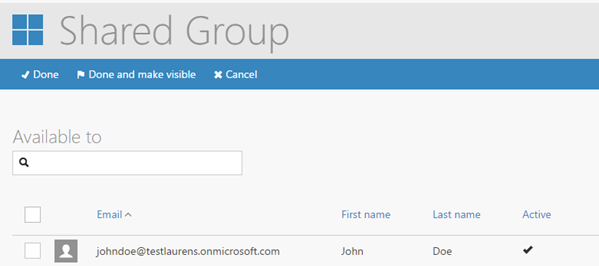 Shared Group
Done Done and make visible Cancel
Available to
Email First name Last name Active
johndoe@testlaurens.onmicrosoft.com John Doe